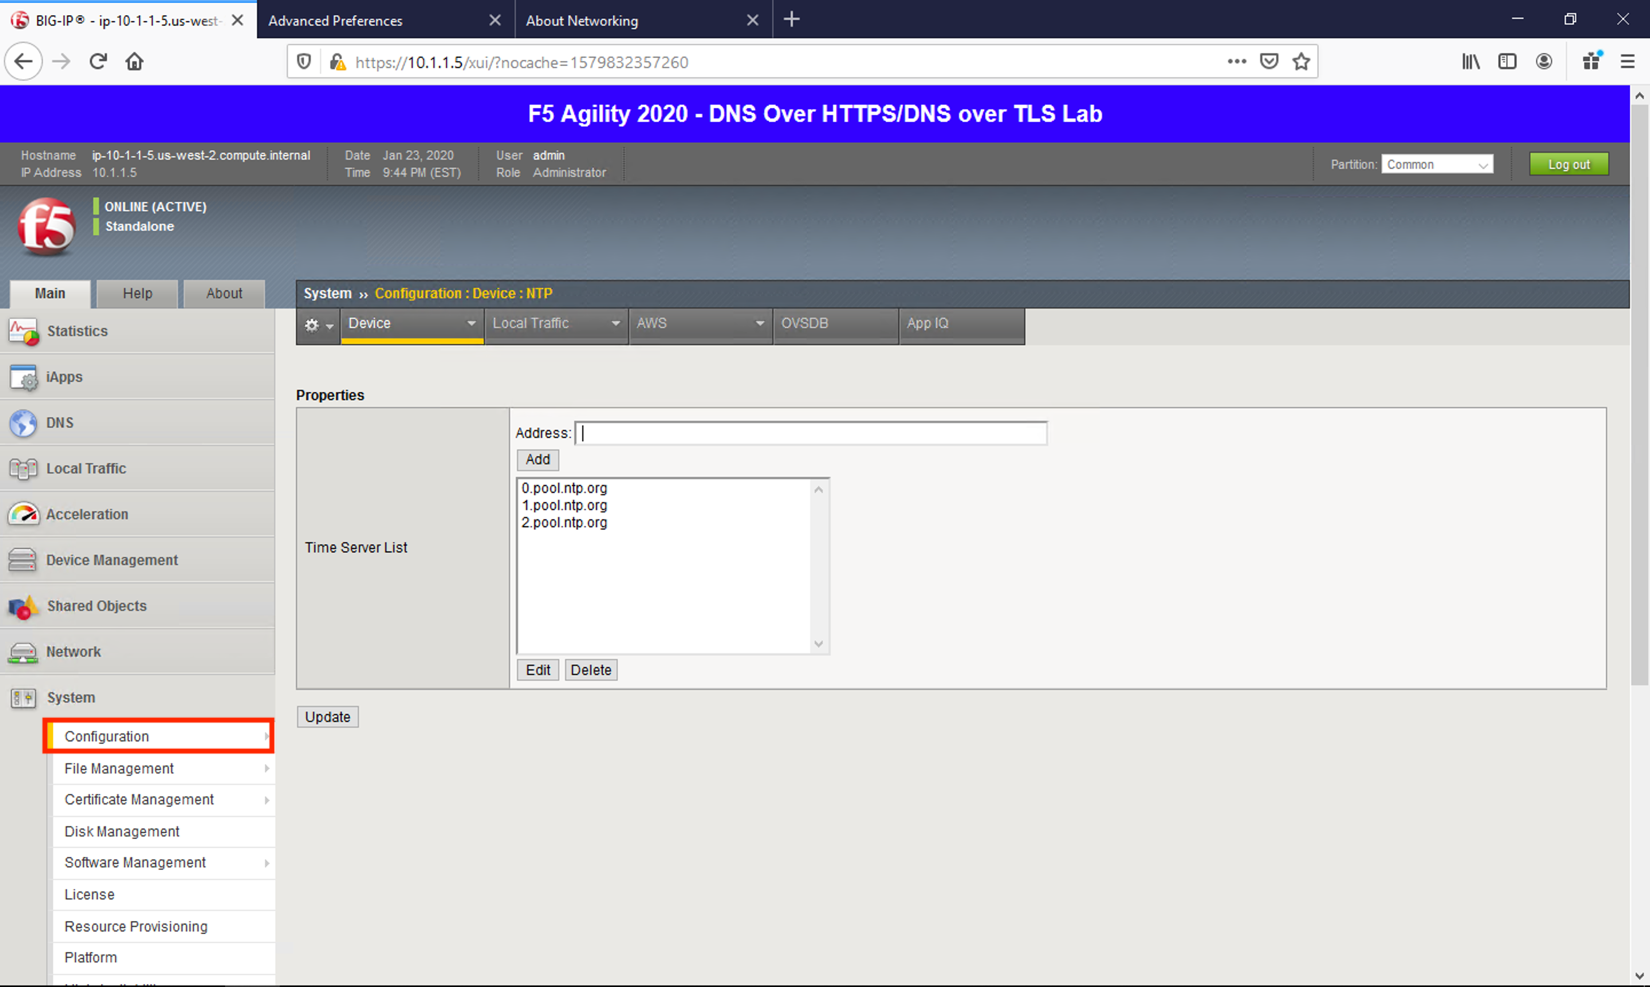 BIG-IP® - ip-10-1-1-5.us-west-
Advanced Preferences
About Networking
https://10.1.1.5/xui/?nocache=1579832357260
F5 Agility 2020 - DNS Over HTTPS/DNS over TLS Lab
Hostname ip-10-1-1-5.us-west-2.compute.internal
IP Address 10.1.1.5
Date Jan 23, 2020
Time 9:44 PM (EST)
User admin
Role Administrator
Partition: Common
Log out
f5
ONLINE (ACTIVE)
Standalone
Main
Help
About
System ›› Configuration : Device : NTP
Device
Local Traffic
AWS
OVSDB
App IQ
Statistics
iApps
DNS
Local Traffic
Acceleration
Device Management
Shared Objects
Network
System
Configuration
File Management
Certificate Management
Disk Management
Software Management
License
Resource Provisioning
Platform
Properties
Time Server List
Address:
Add
0.pool.ntp.org
1.pool.ntp.org
2.pool.ntp.org
Edit
Delete
Update